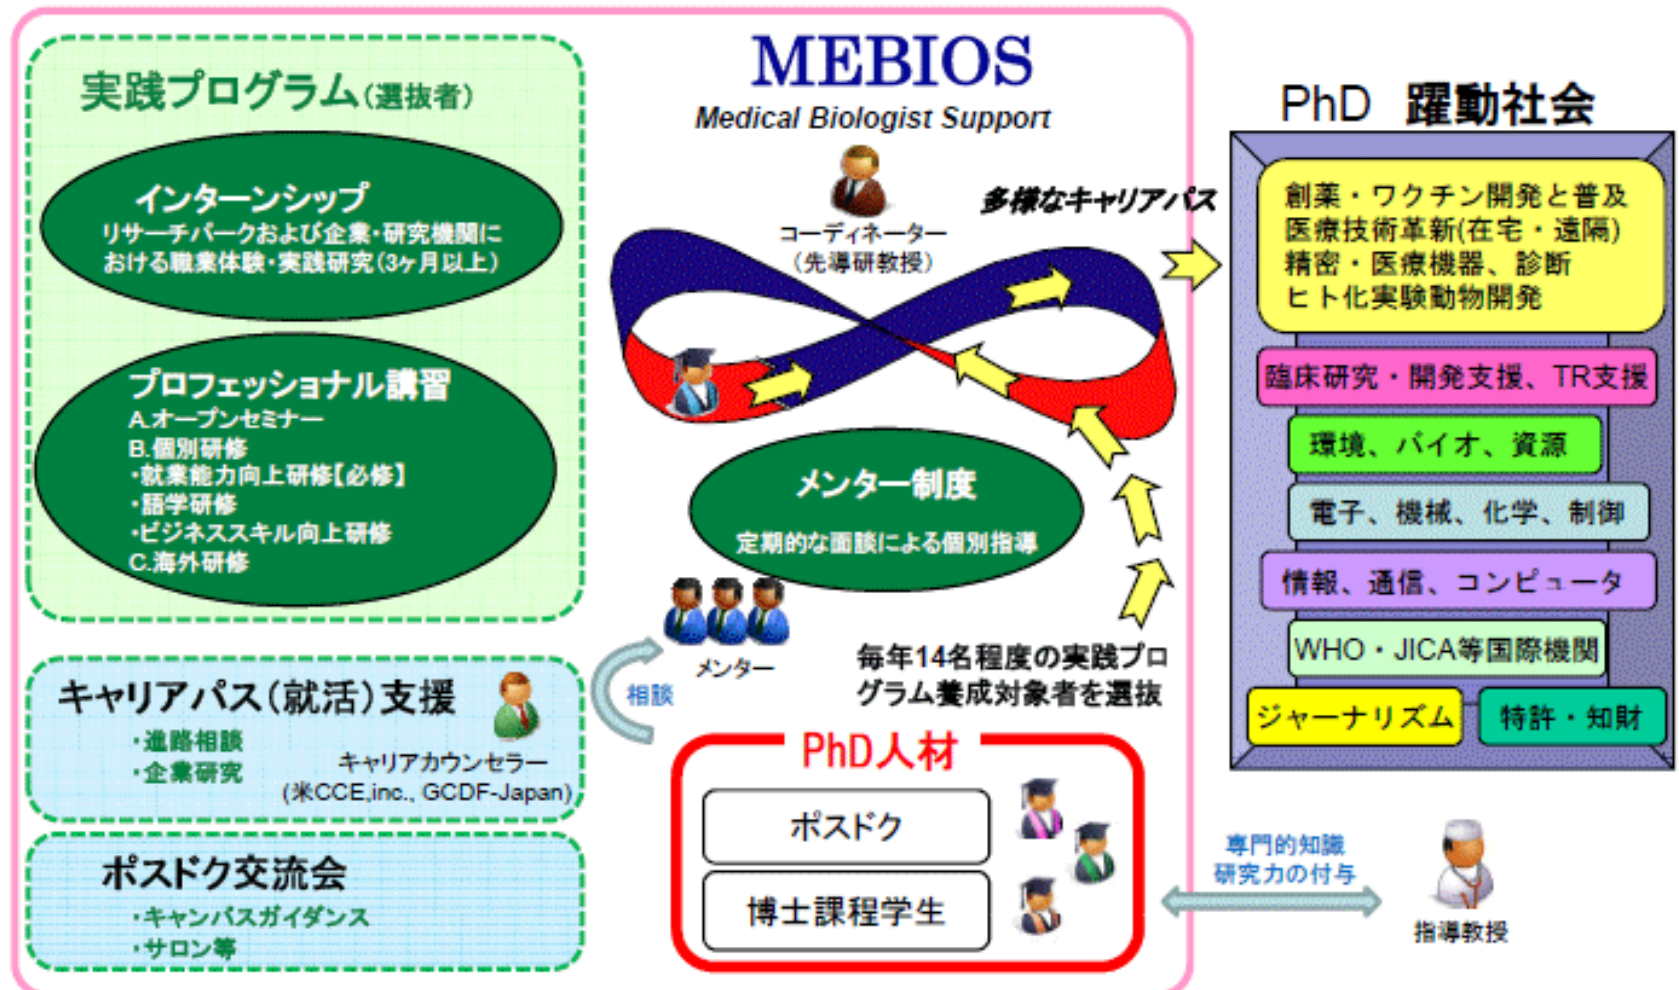 実践プログラム(選抜者)
インターンシップ
リサーチパークおよび企業・研究機関に
おける職業体験・実践研究(3ヶ月以上)
プロフェッショナル講習
A.オープンセミナー
B.個別研修
・就業能力向上研修【必修】
・語学研修
・ビジネススキル向上研修
C.海外研修
キャリアパス(就活)支援
・進路相談
・企業研究
キャリアカウンセラー
(米CCE,inc., GCDF-Japan)
ポスドク交流会
・キャンパスガイダンス
・サロン等
MEBIOS
Medical Biologist Support
コーディネーター
(先導研教授)
多様なキャリアパス
メンター制度
定期的な面談による個別指導
メンター
相談
毎年14名程度の実践プロ
グラム養成対象者を選抜
PhD人材
ポスドク
博士課程学生
PhD 躍動社会
創薬・ワクチン開発と普及
医療技術革新(在宅・遠隔)
精密・医療機器、診断
ヒト化実験動物開発
臨床研究・開発支援、TR支援
環境、バイオ、資源
電子、機械、化学、制御
情報、通信、コンピュータ
WHO・JICA等国際機関
ジャーナリズム
特許・知財
専門的知識
研究力の付与
指導教授